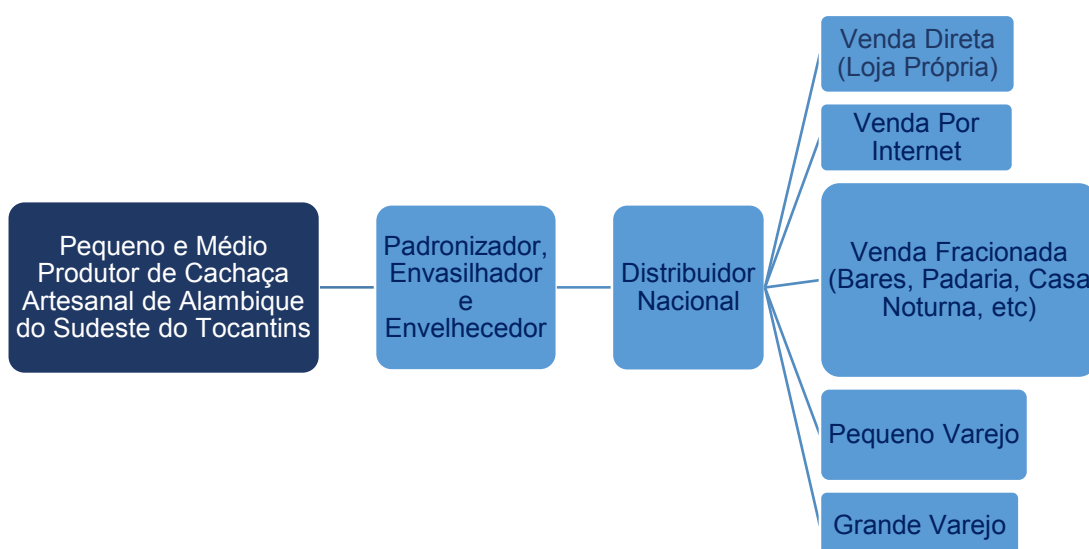 Pequeno e Médio
Produtor de Cachaça
Artesanal de Alambique
do Sudeste do Tocantins
Padronizador,
Envasilhador
e
Envelhecedor
Distribuidor
Nacional
Venda Direta
(Loja Própria)
Venda Por
Internet
Venda Fracionada
(Bares, Padaria, Casa
Noturna, etc)
Pequeno Varejo
Grande Varejo